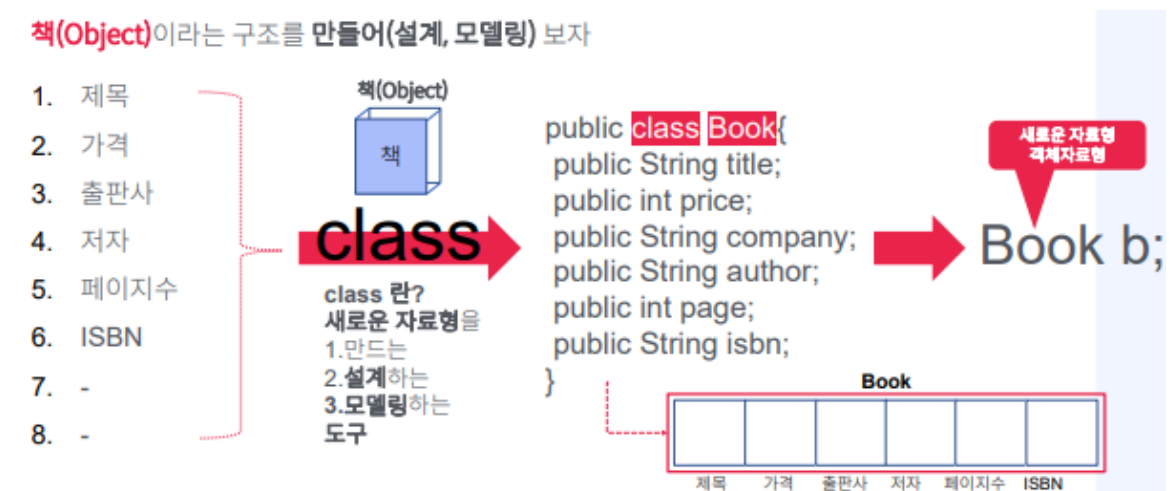 책(Object)이라는 구조를 만들어(설계, 모델링) 보자
1. 제목
2. 가격
3. 출판사
4. 저자
5. 페이지수
6. ISBN
7. -
8. -
책(Object)
책
class
class 란?
새로운 자료형을
1.만드는
2.설계하는
3.모델링하는
도구
public class Book{
public String title;
public int price;
public String company;
public String author;
public int page;
public String isbn;
}
새로운 자료형
객체자료형
Book b;
Book
제목 가격 출판사 저자 페이지수 ISBN